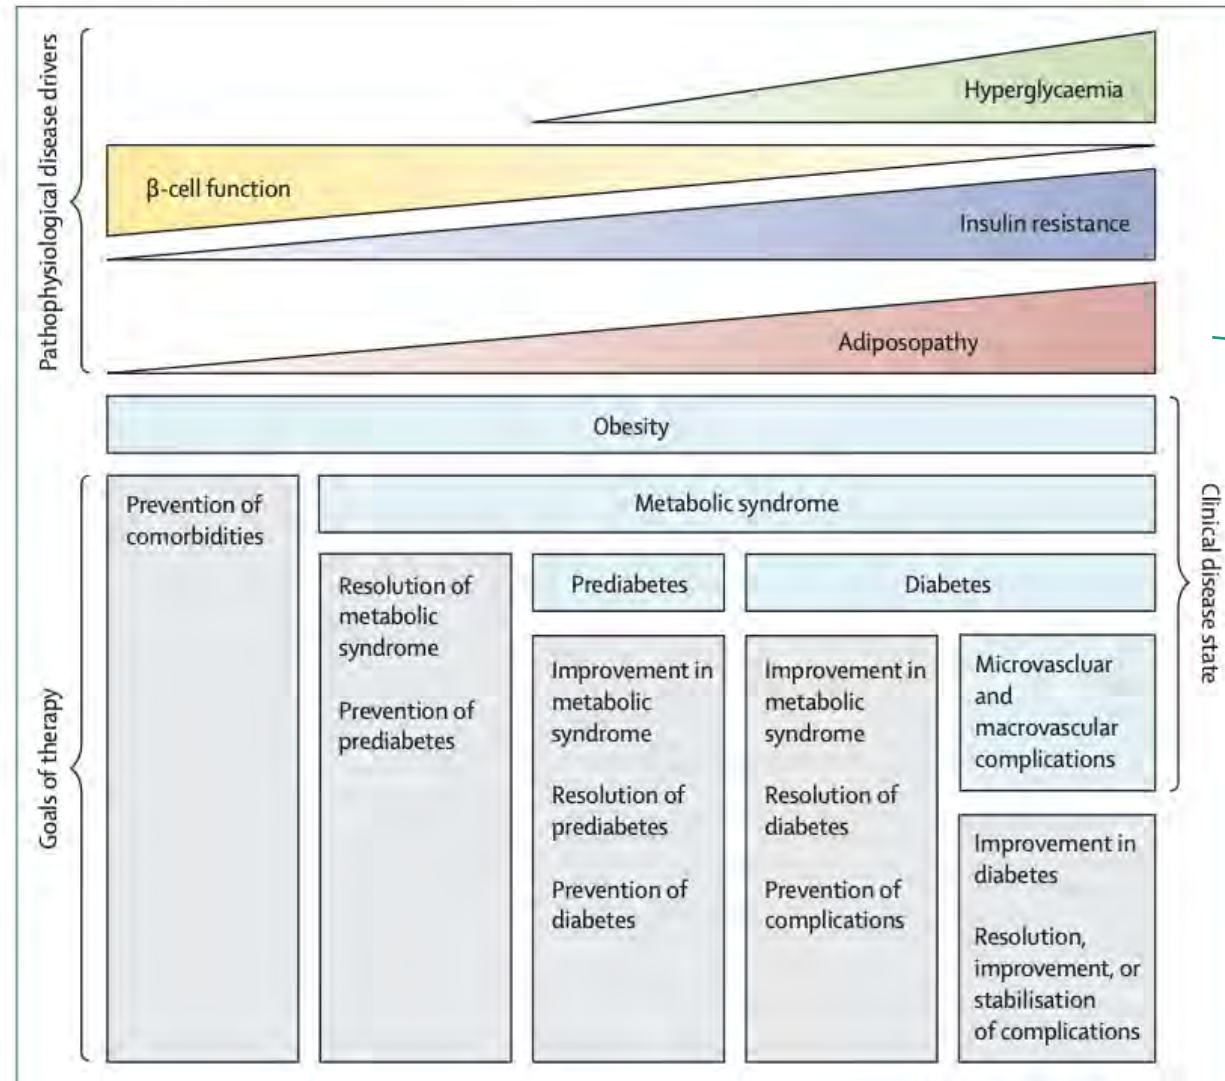 Pathophysiological disease drivers
Hyperglycaemia
β-cell function
Insulin resistance
Adiposopathy
Obesity
Clinical disease state
Goals of therapy
Prevention of
comorbidities
Metabolic syndrome
Resolution of
metabolic
syndrome
Prevention of
prediabetes
Prediabetes
Improvement in
metabolic
syndrome
Resolution of
prediabetes
Prevention of
diabetes
Diabetes
Improvement in
metabolic
syndrome
Resolution of
diabetes
Prevention of
complications
Microvascluar
and
macrovascular
complications
Improvement in
diabetes
Resolution,
improvement, or
stabilisation
of complications